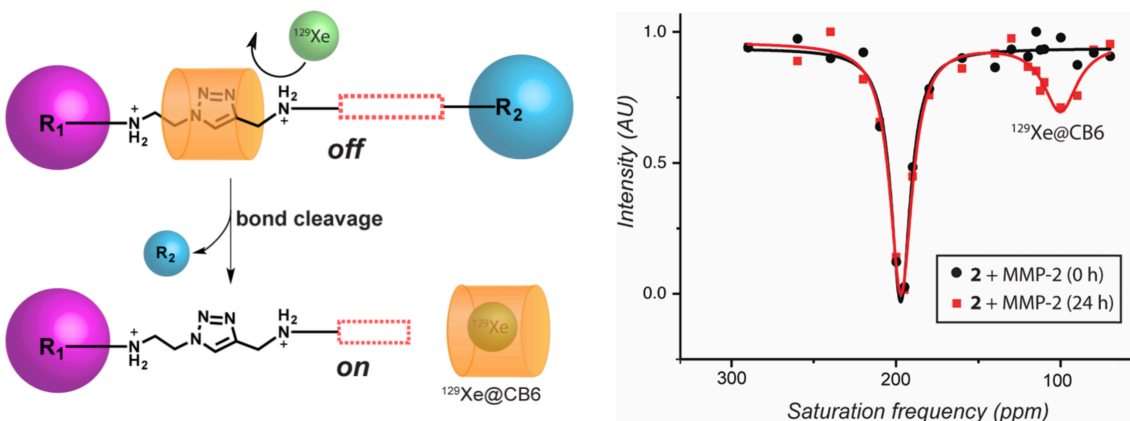 ¹²⁹Xe
R₁
+
N
H₂
N=N
N
H₂
N
+
R₂
off
bond cleavage
R₂
R₁
+
N
H₂
N=N
N
H₂
N
+
on
¹²⁹Xe
¹²⁹Xe@CB6
Intensity (AU)
1.0
0.5
0.0
¹²⁹Xe@CB6
2 + MMP-2 (0 h)
2 + MMP-2 (24 h)
300
200
100
Saturation frequency (ppm)